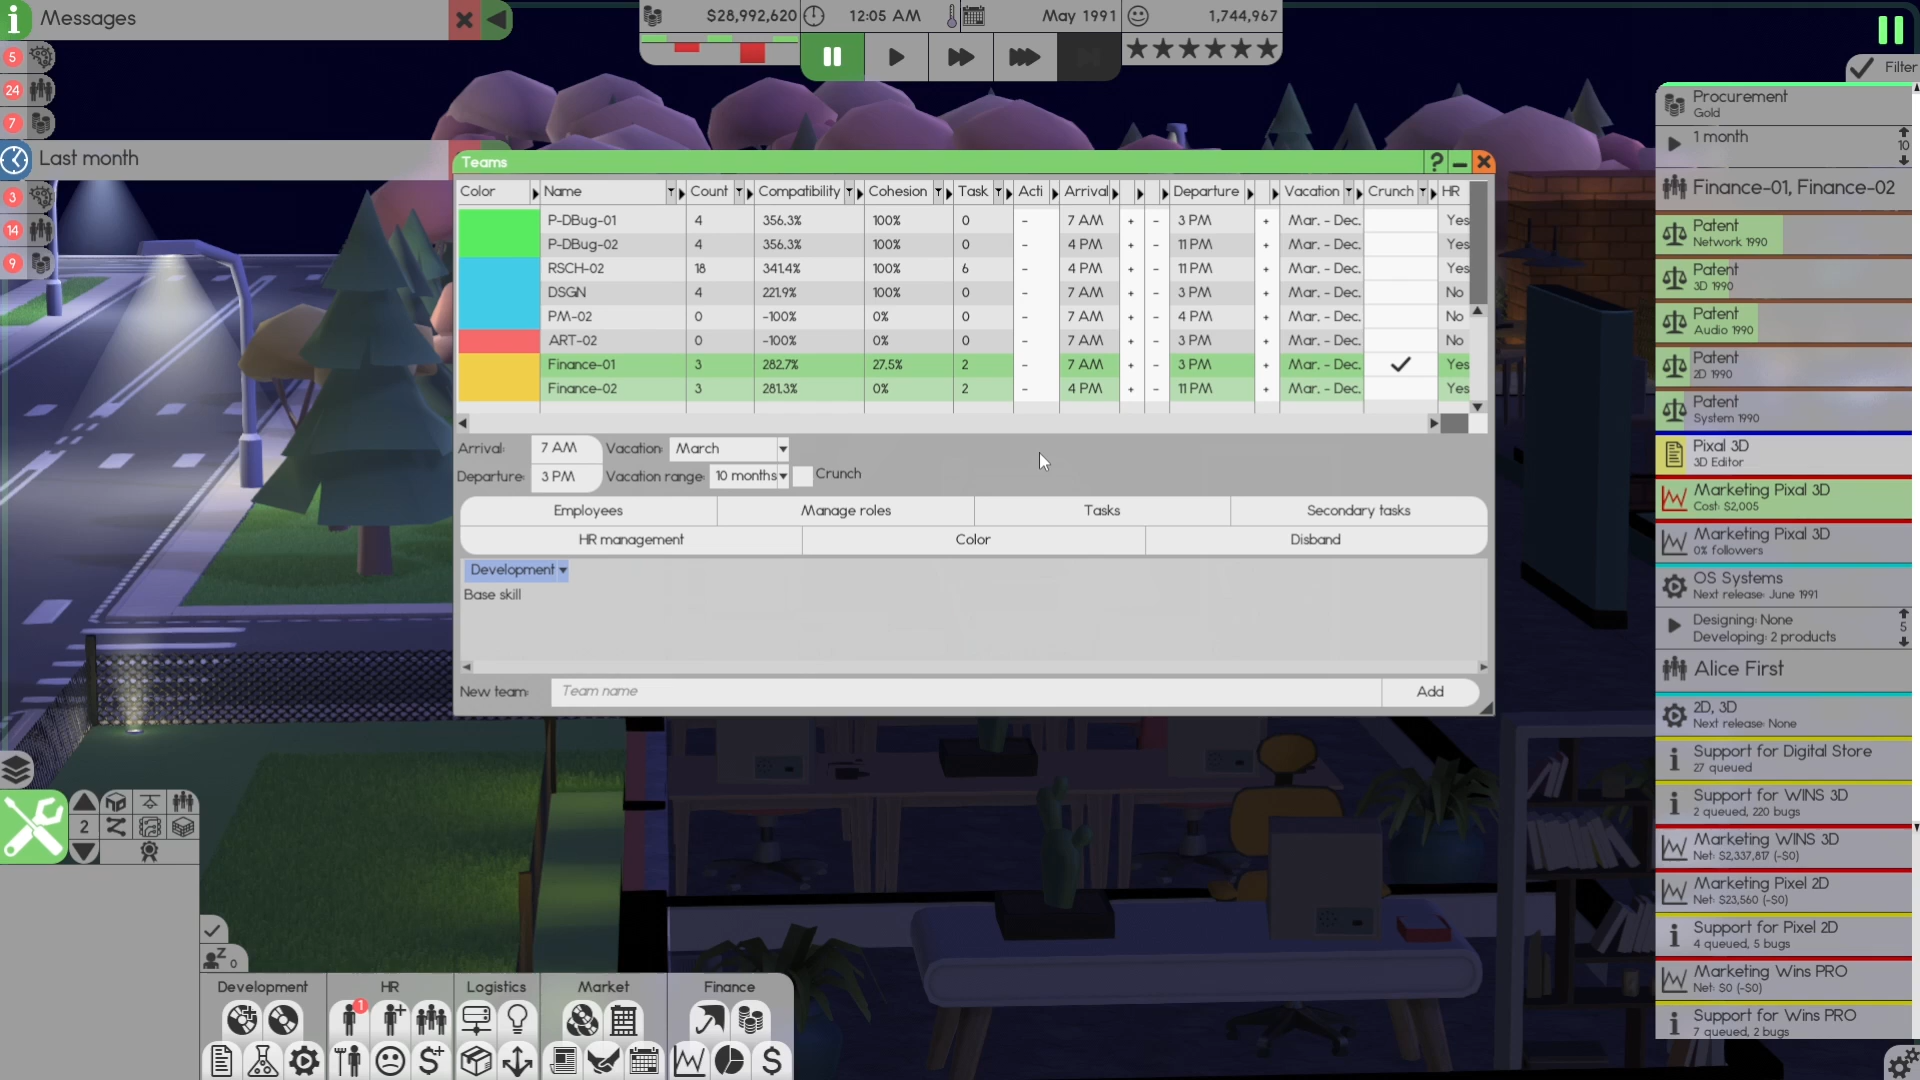 Messages
$28,992,620
12:05 AM
May 1991
1,744,967
Filter
5
24
7
Last month
3
14
9
Teams
?
Color Name Count Compatibility Cohesion Task Acti Arrival Departure Vacation Crunch HR
P-DBug-01 4 356.3% 100% 0 - 7 AM + - 3 PM + Mar. - Dec. Yes
P-DBug-02 4 356.3% 100% 0 - 4 PM + - 11 PM + Mar. - Dec. Yes
RSCH-02 18 341.4% 100% 6 - 4 PM + - 11 PM + Mar. - Dec. Yes
DSGN 4 221.9% 100% 0 - 7 AM + - 3 PM + Mar. - Dec. No
PM-02 0 -100% 0% 0 - 7 AM + - 4 PM + Mar. - Dec. No
ART-02 0 -100% 0% 0 - 7 AM + - 3 PM + Mar. - Dec. No
Finance-01 3 282.7% 27.5% 2 - 7 AM + - 3 PM + Mar. - Dec. Yes
Finance-02 3 281.3% 0% 2 - 4 PM + - 11 PM + Mar. - Dec. Yes
Arrival: 7 AM Vacation: March
Departure: 3 PM Vacation range: 10 months Crunch
Employees Manage roles Tasks Secondary tasks
HR management Color Disband
Development
Base skill
New team: Team name Add
Procurement
Gold
1 month
10
Finance-01, Finance-02
Patent
Network 1990
Patent
3D 1990
Patent
Audio 1990
Patent
2D 1990
Patent
System 1990
Pixal 3D
3D Editor
Marketing Pixal 3D
Cost: $2,005
Marketing Pixal 3D
0% followers
OS Systems
Next release: June 1991
Designing: None
Developing: 2 products
5
Alice First
2D, 3D
Next release: None
Support for Digital Store
27 queued
Support for WINS 3D
2 queued, 220 bugs
Marketing WINS 3D
Net: $2,337,817 (-$0)
Marketing Pixel 2D
Net: $23,560 (-$0)
Support for Pixel 2D
4 queued, 5 bugs
Marketing Wins PRO
Net: $0 (-$0)
Support for Wins PRO
7 queued, 2 bugs
2
z
0
Development HR Logistics Market Finance
1